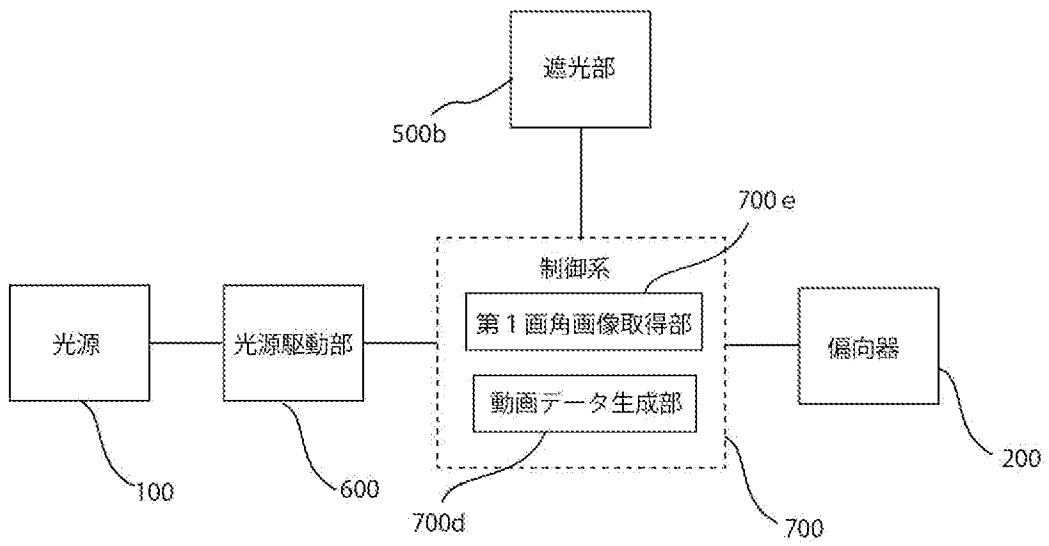 遮光部
500b
700e
制御系
第１画角画像取得部
光源
光源駆動部
偏向器
動画データ生成部
100
600
700d
700
200